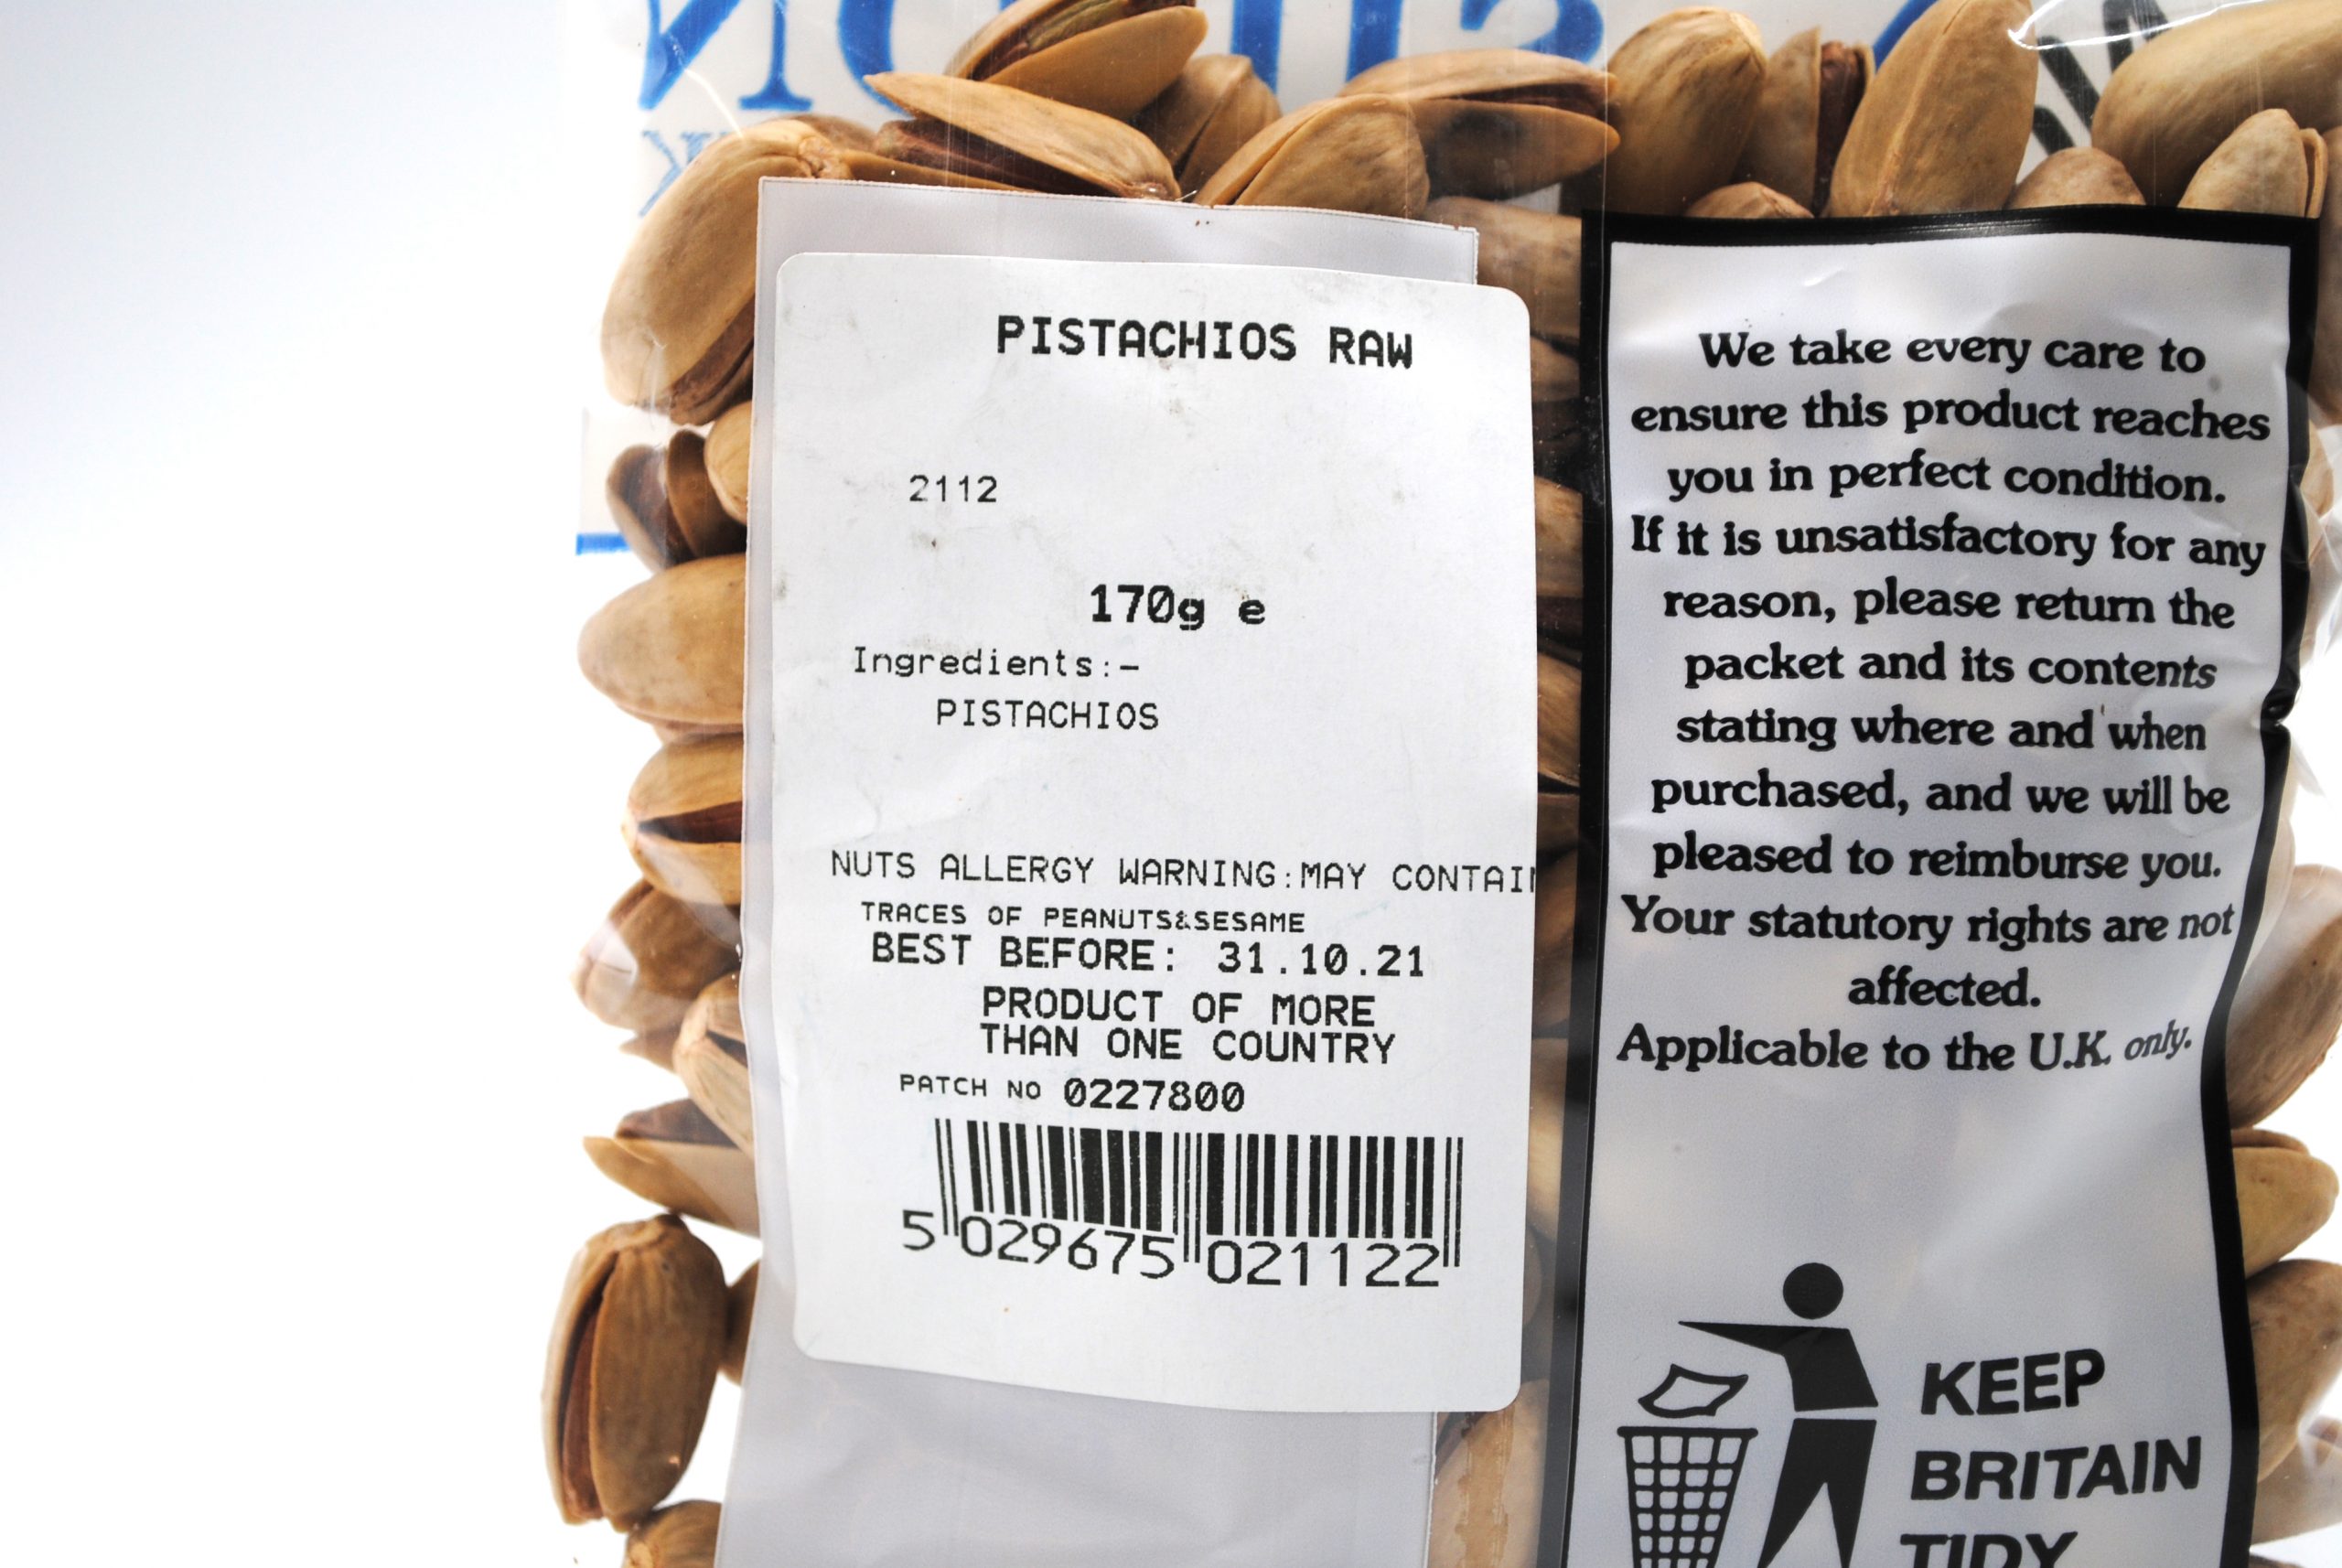 PISTACHIOS RAW
2112
170g e
Ingredients:-
PISTACHIOS
NUTS ALLERGY WARNING:MAY CONTAIN
TRACES OF PEANUTS&SESAME
BEST BEFORE: 31.10.21
PRODUCT OF MORE
THAN ONE COUNTRY
PATCH NO 0227800
5 029675 021122
We take every care to
ensure this product reaches
you in perfect condition.
If it is unsatisfactory for any
reason, please return the
packet and its contents
stating where and when
purchased, and we will be
pleased to reimburse you.
Your statutory rights are not
affected.
Applicable to the U.K. only.
KEEP
BRITAIN
TIDY